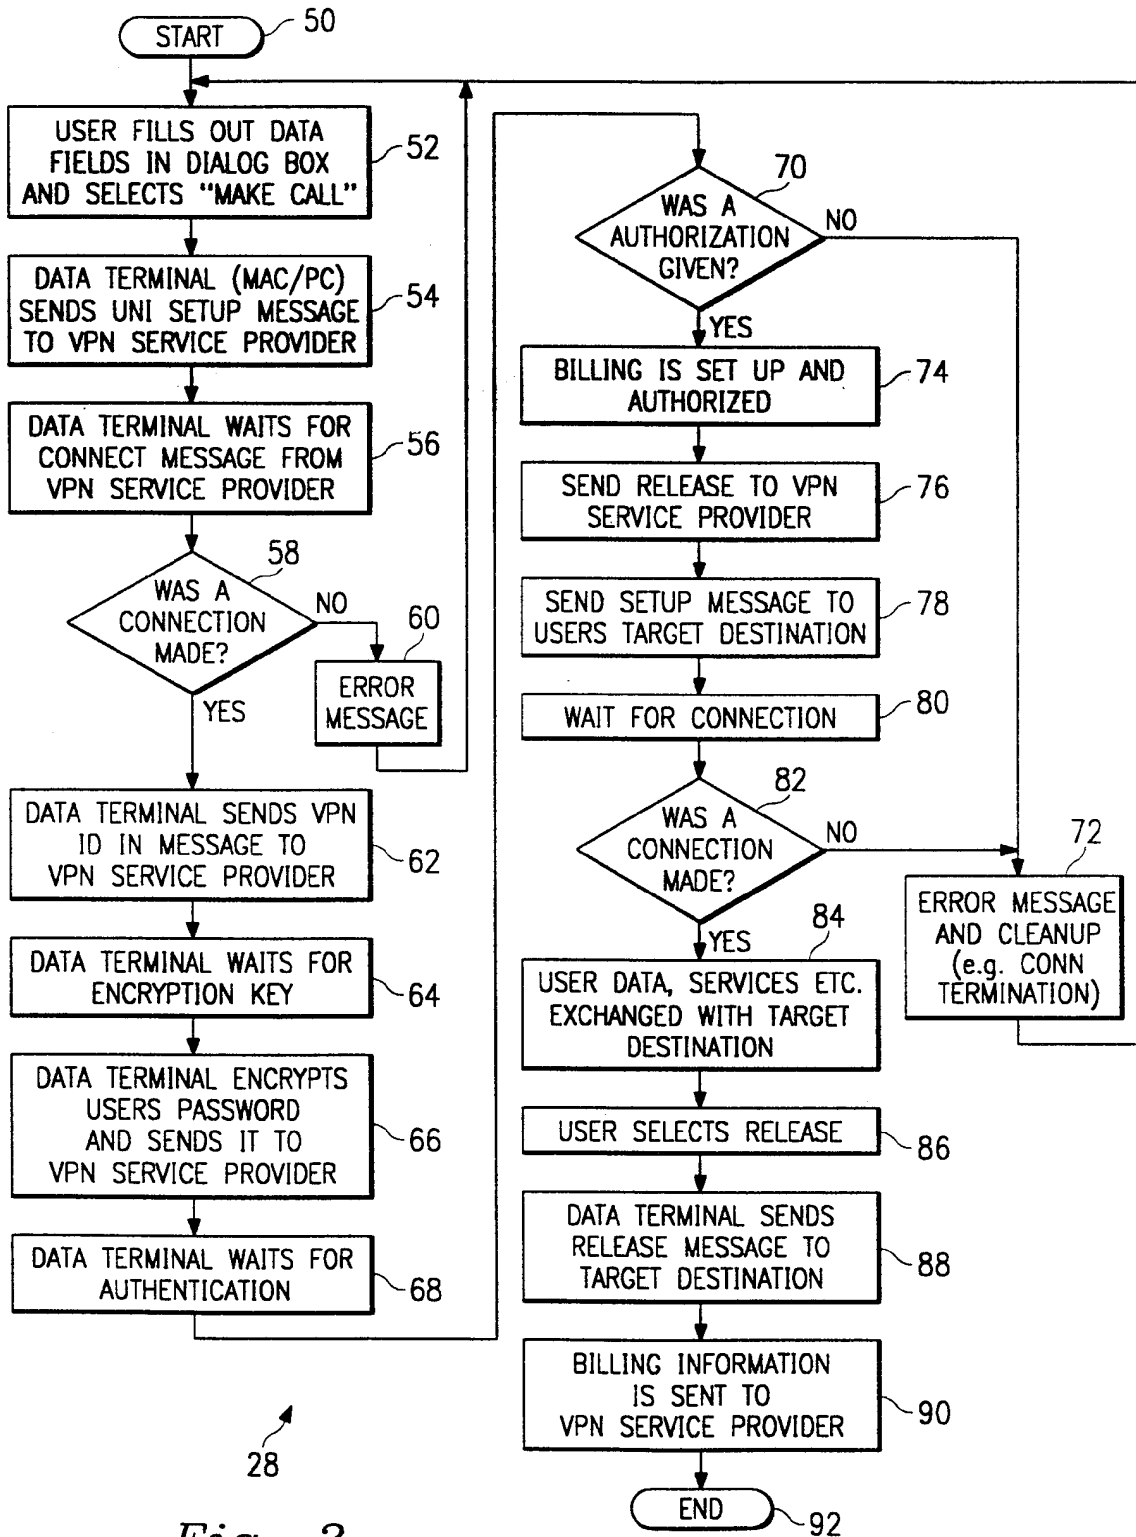 START
50
USER FILLS OUT DATA
FIELDS IN DIALOG BOX
AND SELECTS "MAKE CALL"
52
DATA TERMINAL (MAC/PC)
SENDS UNI SETUP MESSAGE
TO VPN SERVICE PROVIDER
54
DATA TERMINAL WAITS FOR
CONNECT MESSAGE FROM
VPN SERVICE PROVIDER
56
WAS A
CONNECTION
MADE?
58
NO
YES
60
ERROR
MESSAGE
DATA TERMINAL SENDS VPN
ID IN MESSAGE TO
VPN SERVICE PROVIDER
62
DATA TERMINAL WAITS FOR
ENCRYPTION KEY
64
DATA TERMINAL ENCRYPTS
USERS PASSWORD
AND SENDS IT TO
VPN SERVICE PROVIDER
66
DATA TERMINAL WAITS FOR
AUTHENTICATION
68
WAS A
AUTHORIZATION
GIVEN?
70
NO
YES
BILLING IS SET UP AND
AUTHORIZED
74
SEND RELEASE TO VPN
SERVICE PROVIDER
76
SEND SETUP MESSAGE TO
USERS TARGET DESTINATION
78
WAIT FOR CONNECTION
80
WAS A
CONNECTION
MADE?
82
NO
YES
72
ERROR MESSAGE
AND CLEANUP
(e.g. CONN
TERMINATION)
84
USER DATA, SERVICES ETC.
EXCHANGED WITH TARGET
DESTINATION
USER SELECTS RELEASE
86
DATA TERMINAL SENDS
RELEASE MESSAGE TO
TARGET DESTINATION
88
BILLING INFORMATION
IS SENT TO
VPN SERVICE PROVIDER
90
END
92
28
Fig.